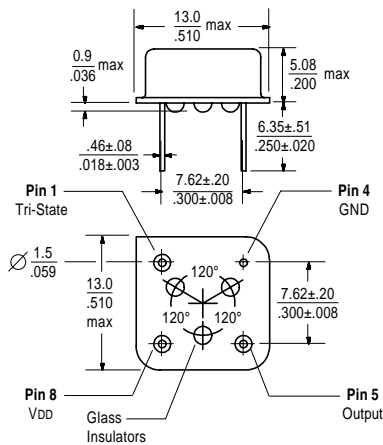 13.0
.510
max
0.9
.036
max
5.08
.200
max
6.35±.51
.250±.020
.46±.08
.018±.003
7.62±.20
.300±.008
Pin 1
Tri-State
Pin 4
GND
Ø 1.5
.059
13.0
.510
max
120°
120°
120°
7.62±.20
.300±.008
Pin 8
VDD
Glass
Insulators
Pin 5
Output